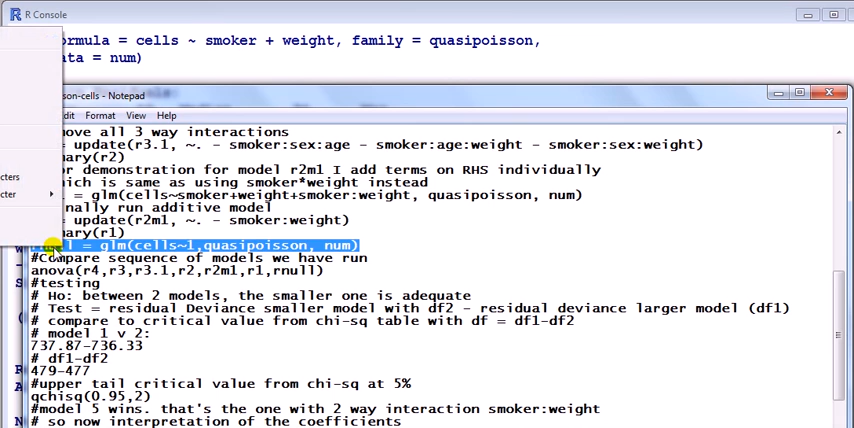 R Console
ormula = cells ~ smoker + weight, family = quasipoisson,
ata = num)
son-cells - Notepad
dit Format View Help
move all 3 way interactions
= update(r3.1, ~. - smoker:sex:age - smoker:age:weight - smoker:sex:weight)
mary(r2)
or demonstration for model r2m1 I add terms on RHS individually
hich is same as using smoker*weight instead
= glm(cells~smoker+weight+smoker:weight, quasipoisson, num)
nally run additive model
= update(r2m1, ~. - smoker:weight)
mary(r1)
= glm(cells~1,quasipoisson, num)
#Compare sequence of models we have run
anova(r4,r3,r3.1,r2,r2m1,r1,rnull)
#testing
# Ho: between 2 models, the smaller one is adequate
# Test = residual Deviance smaller model with df2 - residual deviance larger model (df1)
# compare to critical value from chi-sq table with df = df1-df2
# model 1 v 2:
737.87-736.33
# df1-df2
479-477
#upper tail critical value from chi-sq at 5%
qchisq(0.95,2)
#model 5 wins. that's the one with 2 way interaction smoker:weight
# so now interpretation of the coefficients
cters
cter